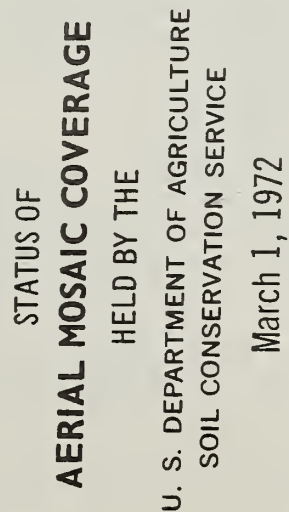 STATUS OF
AERIAL MOSAIC COVERAGE
HELD BY THE
U. S. DEPARTMENT OF AGRICULTURE
SOIL CONSERVATION SERVICE
March 1, 1972